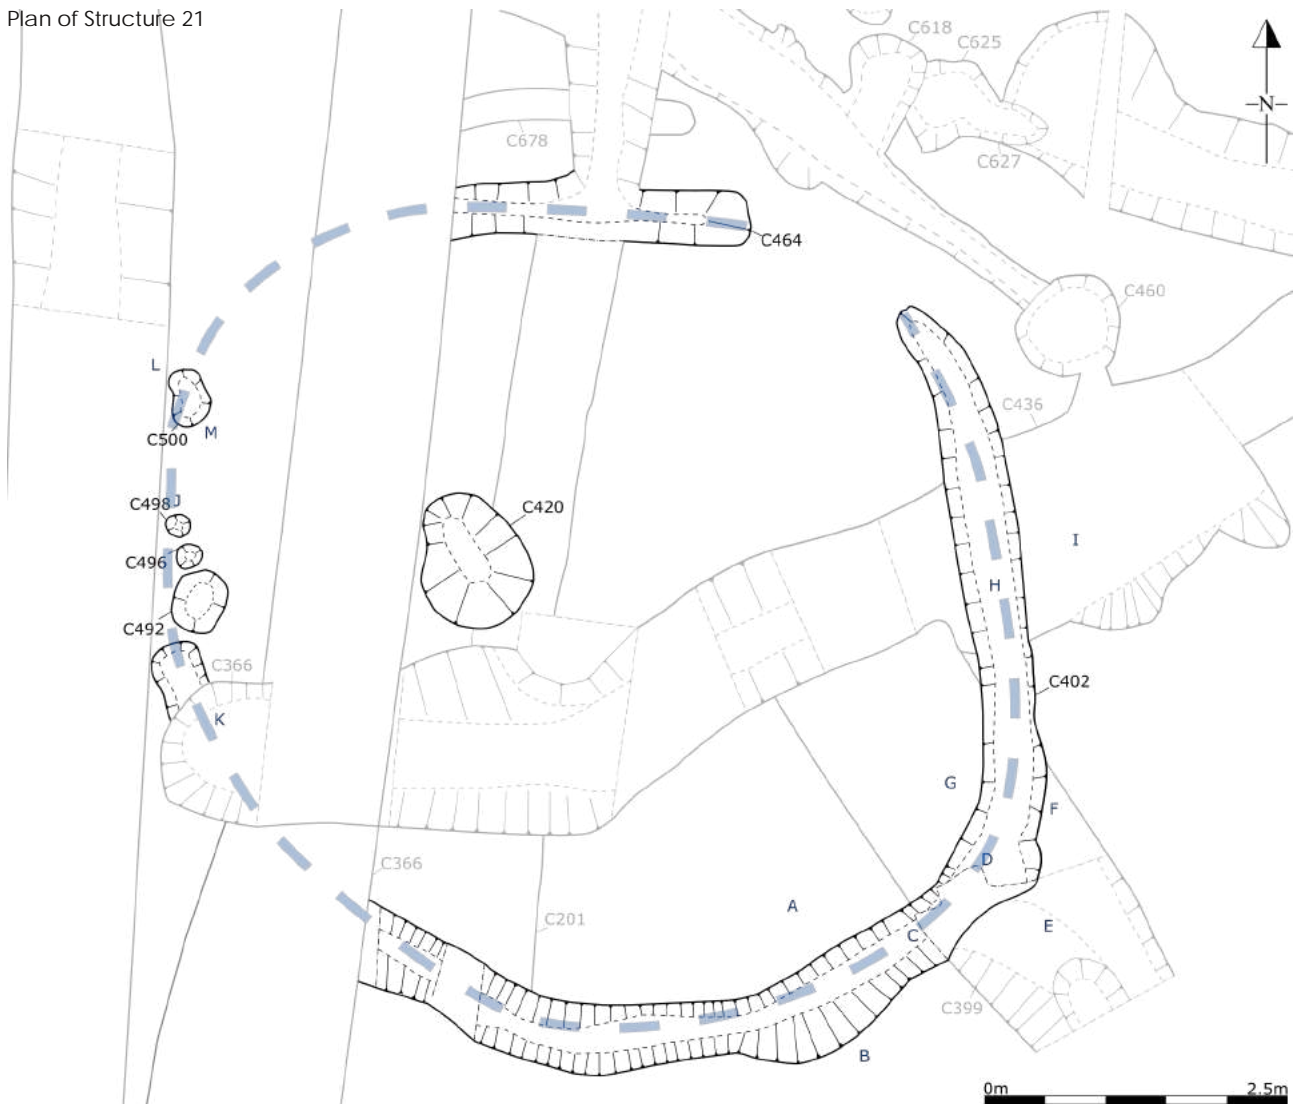 Plan of Structure 21
C618
C625
N
C678
C627
C464
C460
L
C436
C500
M
C498
J
C420
C496
I
H
C492
C366
C402
K
G
F
D
C366
A
C201
C
E
C399
B
0m
2.5m